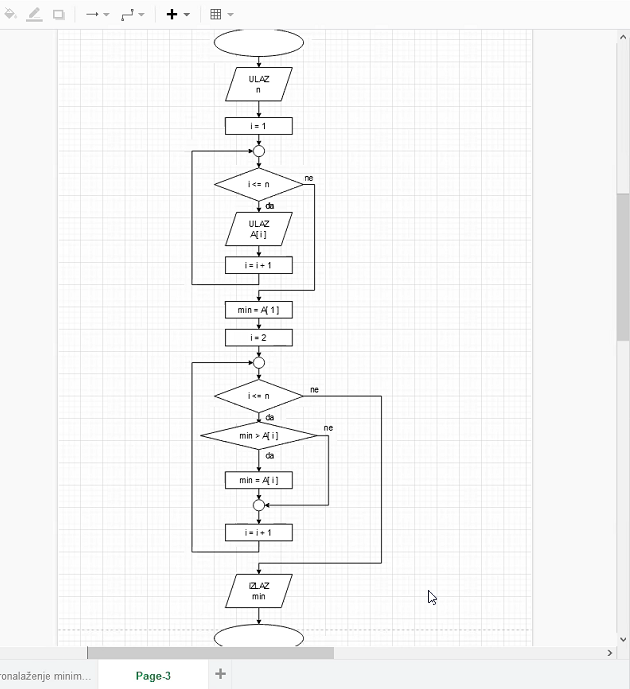 ULAZ
n
i = 1
i <= n
ne
da
ULAZ
A[ i ]
i = i + 1
min = A[ 1 ]
i = 2
i <= n
ne
da
min > A[ i ]
ne
da
min = A[ i ]
i = i + 1
IZLAZ
min
ronalaženje minim...
Page-3